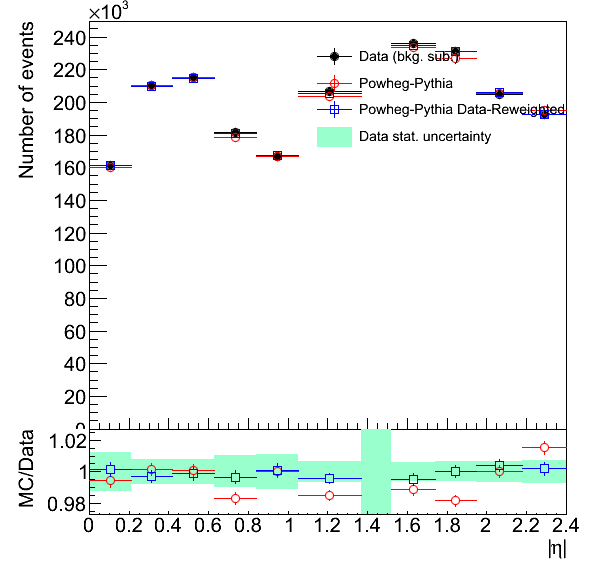 ×10³
Number of events
240
220
200
180
160
140
120
100
80
60
40
20
0
Data (bkg. sub.)
Powheg-Pythia
Powheg-Pythia Data-Reweighted
Data stat. uncertainty
MC/Data
1.02
1
0.98
0 0.2 0.4 0.6 0.8 1 1.2 1.4 1.6 1.8 2 2.2 2.4
|η|